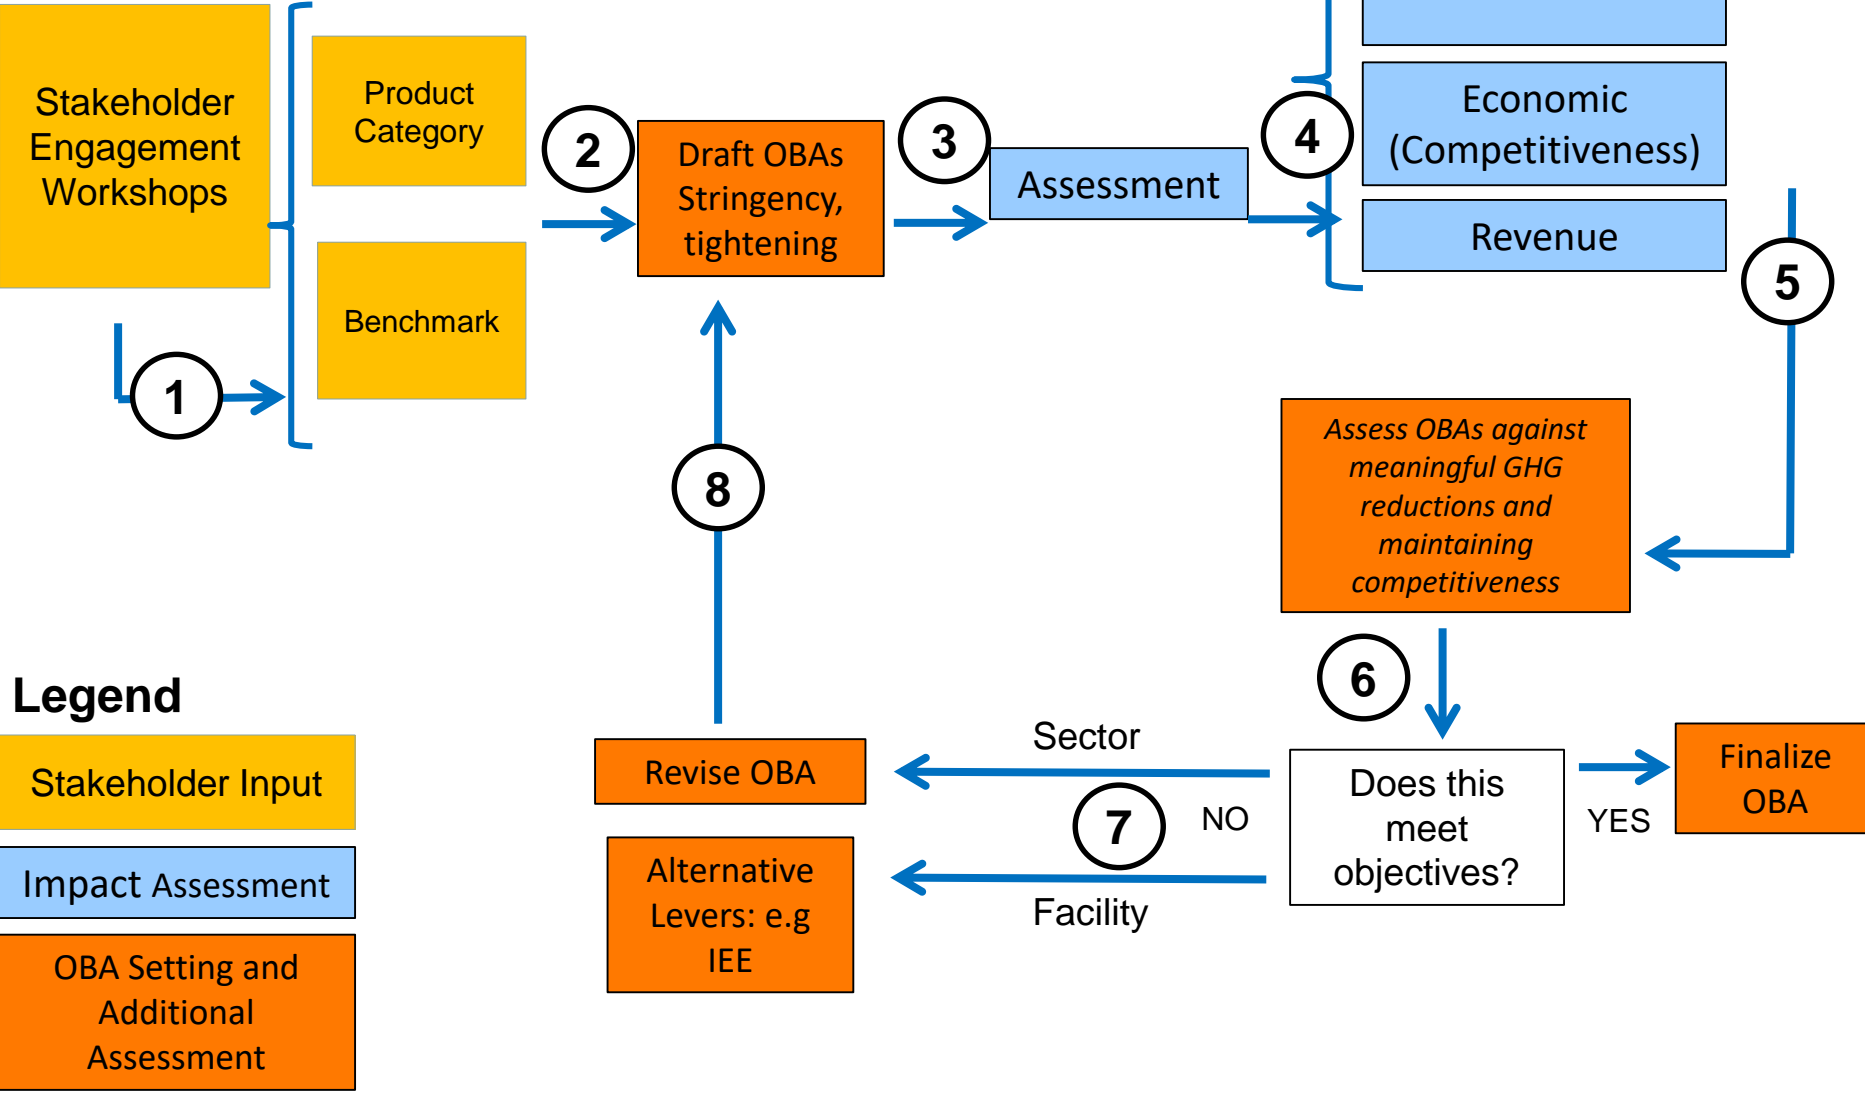 Stakeholder
Engagement
Workshops
Product
Category
Benchmark
1
2
Draft OBAs
Stringency,
tightening
3
Assessment
4
Economic
(Competitiveness)
Revenue
5
Assess OBAs against
meaningful GHG
reductions and
maintaining
competitiveness
6
Does this
meet
objectives?
YES
Finalize
OBA
Sector
7
NO
Facility
Revise OBA
Alternative
Levers: e.g
IEE
8
Legend
Stakeholder Input
Impact Assessment
OBA Setting and
Additional
Assessment